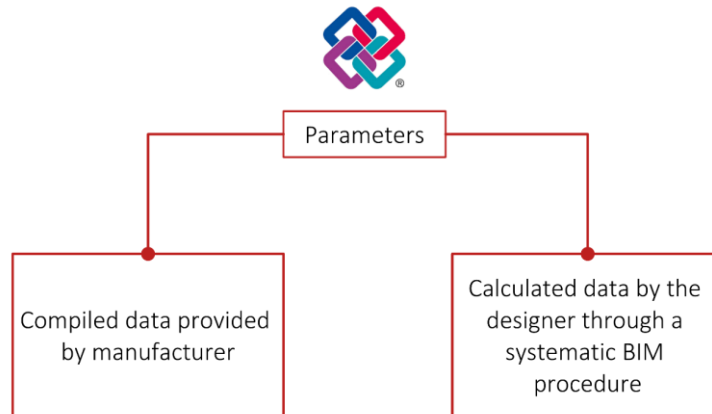 ®
Parameters
Compiled data provided
by manufacturer
Calculated data by the
designer through a
systematic BIM
procedure